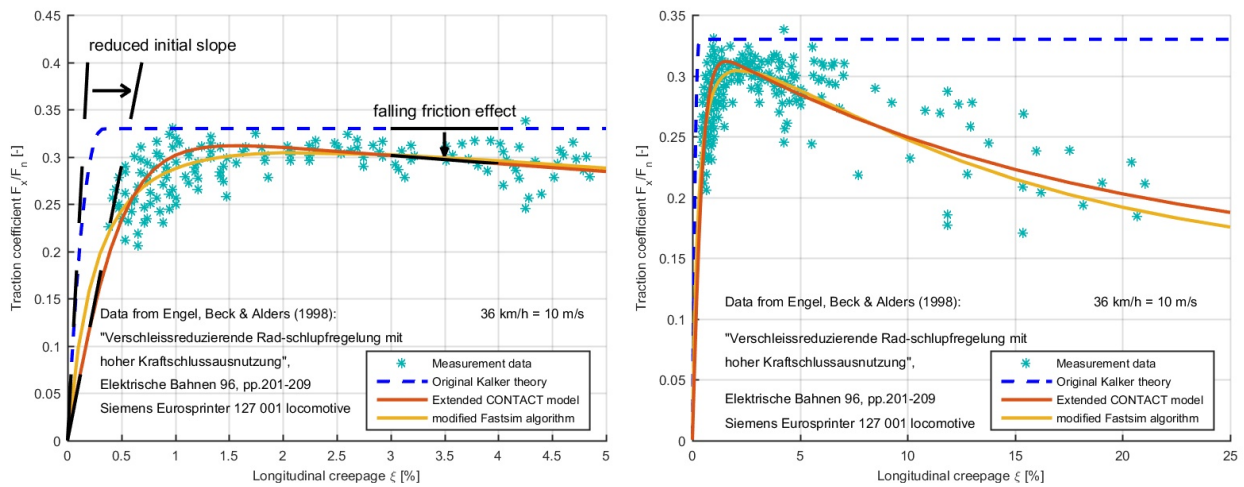 0.45
0.4
0.35
0.3
0.25
0.2
0.15
0.1
0.05
0
Traction coefficient Fx/Fn [-]
reduced initial slope
falling friction effect
Data from Engel, Beck & Alders (1998):
36 km/h = 10 m/s
"Verschleissreduzierende Rad-schlupfregelung mit
hoher Kraftschlussausnutzung",
Elektrische Bahnen 96, pp.201-209
Siemens Eurosprinter 127 001 locomotive
Measurement data
Original Kalker theory
Extended CONTACT model
modified Fastsim algorithm
0 0.5 1 1.5 2 2.5 3 3.5 4 4.5 5
Longitudinal creepage ξ [%]
0.35
0.3
0.25
0.2
0.15
0.1
0.05
0
Traction coefficient Fx/Fn [-]
Data from Engel, Beck & Alders (1998):
36 km/h = 10 m/s
"Verschleissreduzierende Rad-schlupfregelung mit
hoher Kraftschlussausnutzung",
Elektrische Bahnen 96, pp.201-209
Siemens Eurosprinter 127 001 locomotive
Measurement data
Original Kalker theory
Extended CONTACT model
modified Fastsim algorithm
0 5 10 15 20 25
Longitudinal creepage ξ [%]